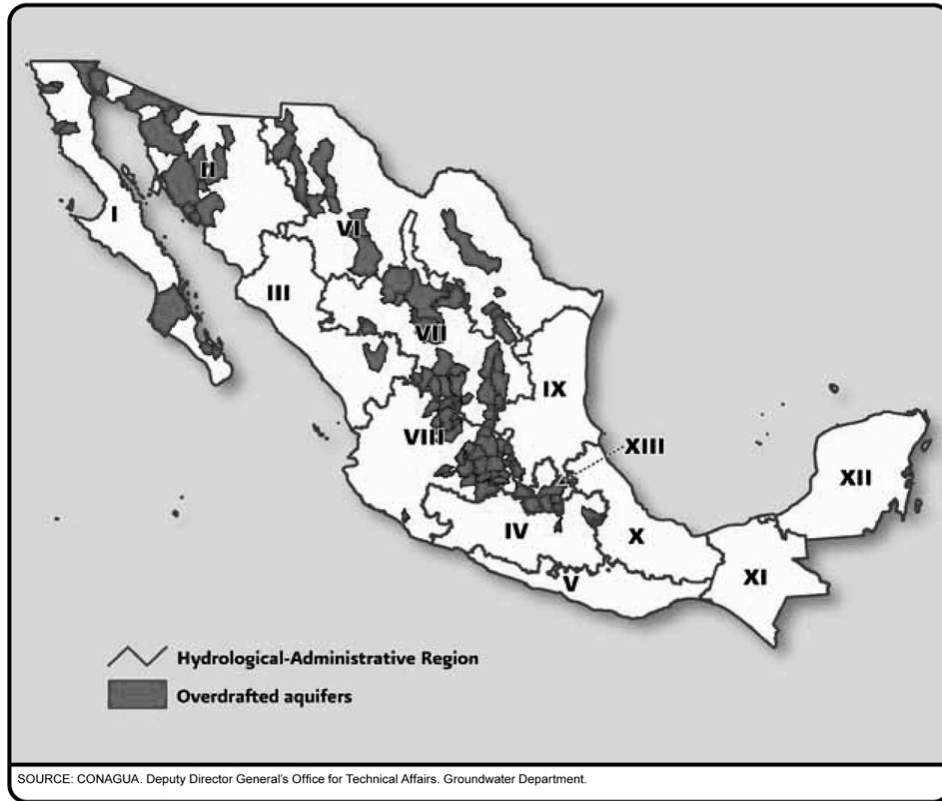 II
I
VI
III
VII
IX
VIII
XIII
XII
IV
X
V
XI
Hydrological-Administrative Region
Overdrafted aquifers
SOURCE: CONAGUA. Deputy Director General's Office for Technical Affairs. Groundwater Department.